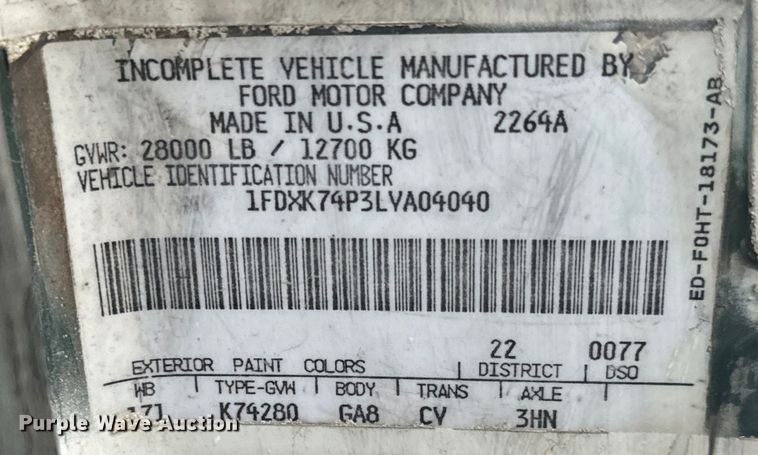 INCOMPLETE VEHICLE MANUFACTURED BY
FORD MOTOR COMPANY
MADE IN U.S.A 2264A
GVWR: 28000 LB / 12700 KG
VEHICLE IDENTIFICATION NUMBER
1FDXK74P3LVA04040
ED-F0HT-18173-AB
22 0077
EXTERIOR PAINT COLORS DISTRICT DSO
WB TYPE-GVW BODY TRANS AXLE
171 K74280 GA8 CV 3HN
Purple Wave Auction